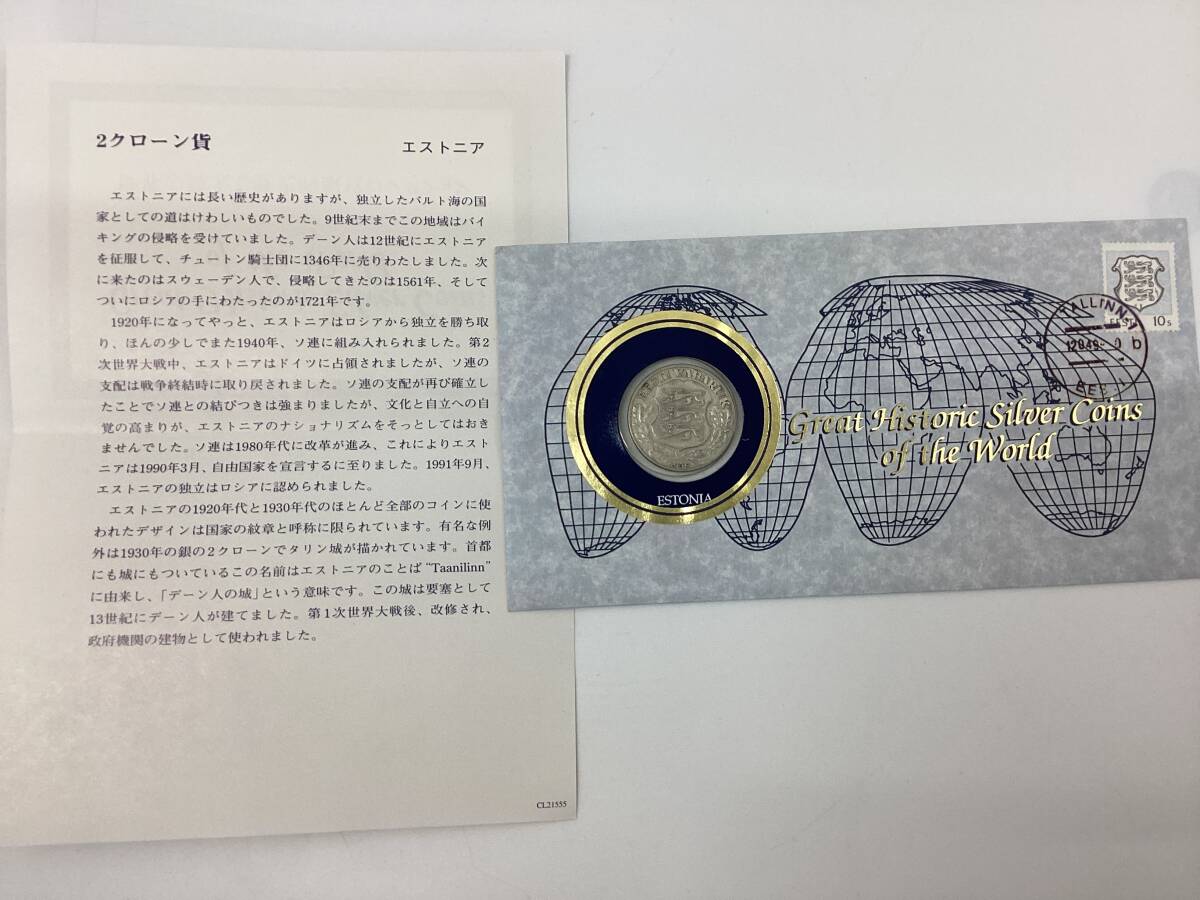 2クローン貨
エストニア
エストニアには長い歴史がありますが、独立したバルト海の国
家としての道はけわしいものでした。9世紀末までこの地域はバイ
キングの侵略を受けていました。デーン人は12世紀にエストニア
を征服して、チュートン騎士団に1346年に売りわたしました。次
に来たのはスウェーデン人で、侵略してきたのは1561年、そして
ついにロシアの手にわたったのが1721年です。
1920年になってやっと、エストニアはロシアから独立を勝ち取
り、ほんの少しでまた1940年、ソ連に組み入れられました。第2
次世界大戦中、エストニアはドイツに占領されましたが、ソ連の
支配は戦争終結時に取り戻されました。ソ連の支配が再び確立し
たことでソ連との結びつきは強まりましたが、文化と自立への自
覚の高まりが、エストニアのナショナリズムをそっとしてはおき
ませんでした。ソ連は1980年代に改革が進み、これによりエスト
ニアは1990年3月、自由国家を宣言するに至りました。1991年9月、
エストニアの独立はロシアに認められました。
エストニアの1920年代と1930年代のほとんど全部のコインに使
われたデザインは国家の紋章と呼称に限られています。有名な例
外は1930年の銀の2クローンでタリン城が描かれています。首都
にも城にもついているこの名前はエストニアのことば“Taanilinn”
に由来し、「デーン人の城」という意味です。この城は要塞として
13世紀にデーン人が建てました。第1次世界大戦後、改修され、
政府機関の建物として使われました。
CL21555
ESTONIA
Great Historic Silver Coins
of the World
10s
TALLINN